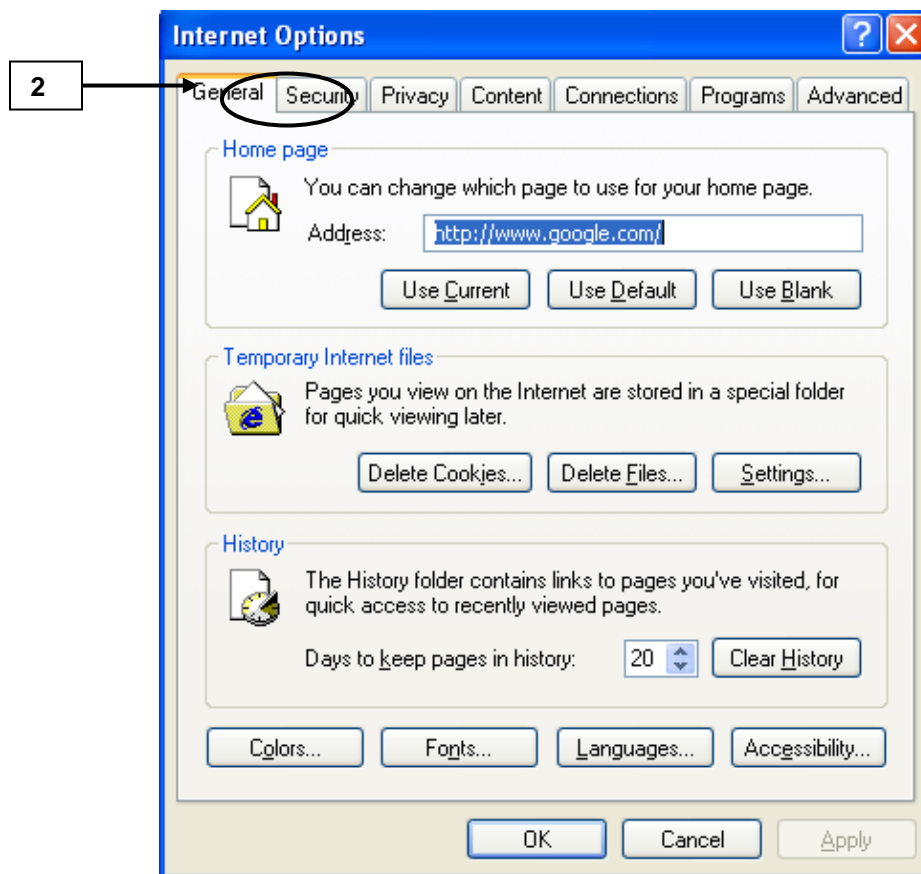 Internet Options
2
General Security Privacy Content Connections Programs Advanced
Home page
You can change which page to use for your home page.
Address: http://www.google.com/
Use Current Use Default Use Blank
Temporary Internet files
Pages you view on the Internet are stored in a special folder
for quick viewing later.
Delete Cookies... Delete Files... Settings...
History
The History folder contains links to pages you've visited, for
quick access to recently viewed pages.
Days to keep pages in history: 20 Clear History
Colors... Fonts... Languages... Accessibility...
OK Cancel Apply